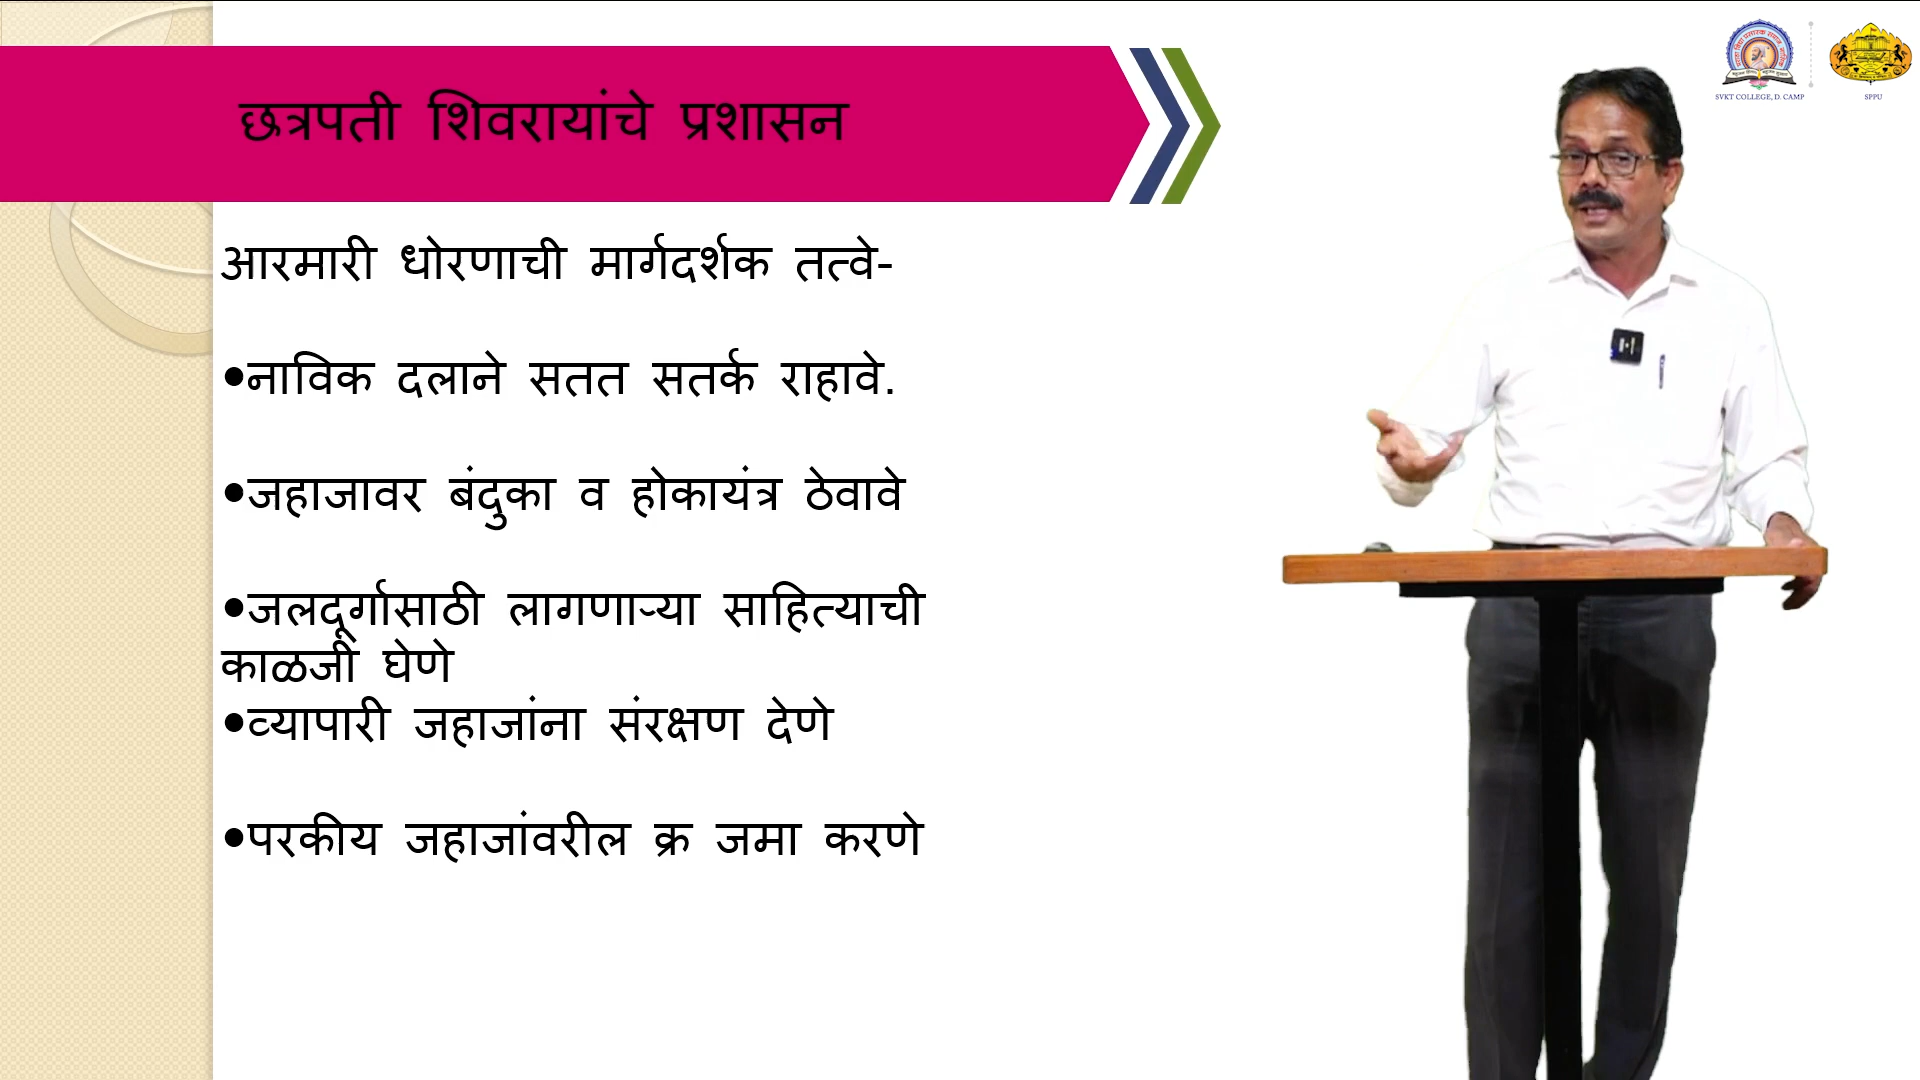 छत्रपती शिवरायांचे प्रशासन
SVKT COLLEGE, D. CAMP
SPPU
आरमारी धोरणाची मार्गदर्शक तत्वे-
•नाविक दलाने सतत सतर्क राहावे.
•जहाजावर बंदुका व होकायंत्र ठेवावे
•जलदूर्गासाठी लागणाऱ्या साहित्याची
काळजी घेणे
•व्यापारी जहाजांना संरक्षण देणे
•परकीय जहाजांवरील क्र जमा करणे